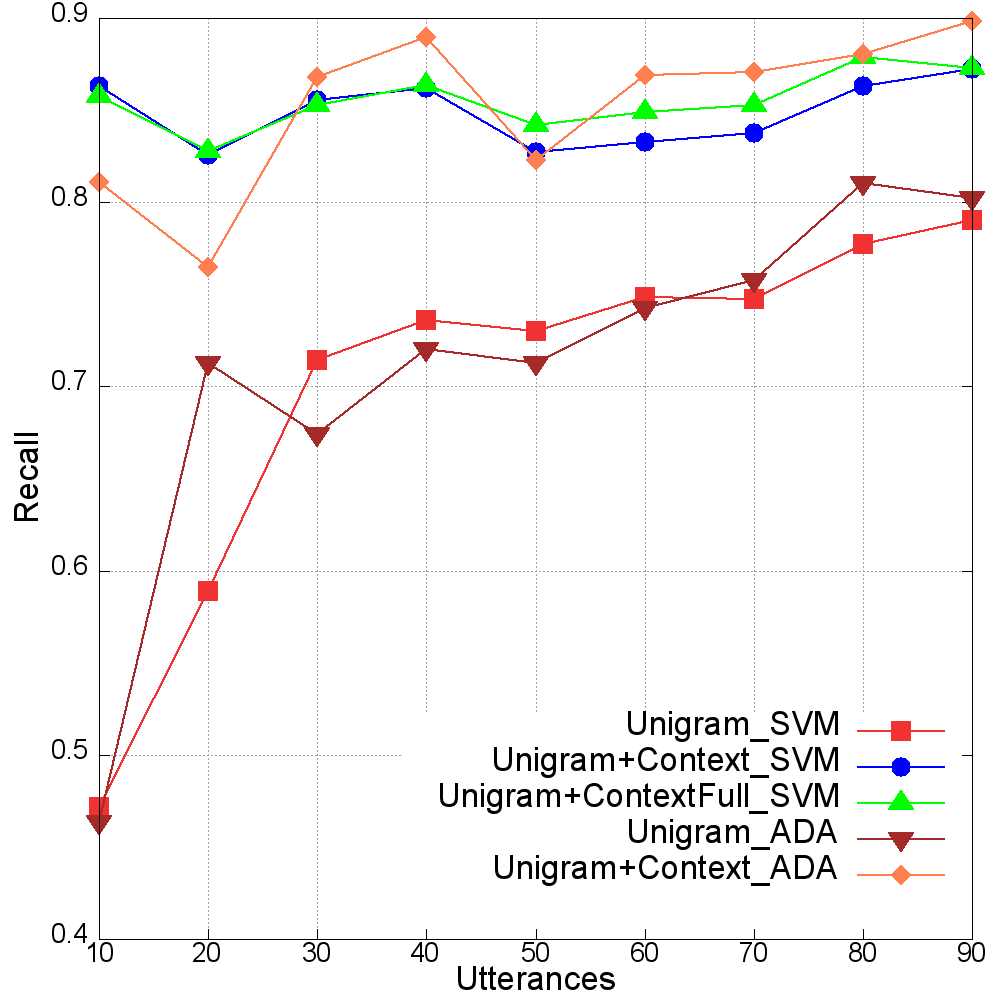 0.9
0.8
0.7
0.6
0.5
0.4
Recall
10 20 30 40 50 60 70 80 90
Utterances
Unigram_SVM
Unigram+Context_SVM
Unigram+ContextFull_SVM
Unigram_ADA
Unigram+Context_ADA